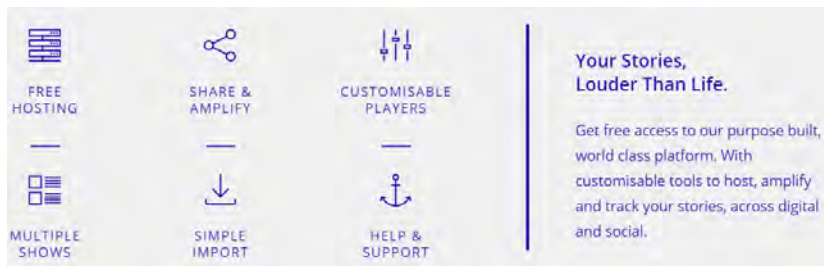 FREE
HOSTING
SHARE &
AMPLIFY
CUSTOMISABLE
PLAYERS
MULTIPLE
SHOWS
SIMPLE
IMPORT
HELP &
SUPPORT
Your Stories,
Louder Than Life.
Get free access to our purpose built,
world class platform. With
customisable tools to host, amplify
and track your stories, across digital
and social.